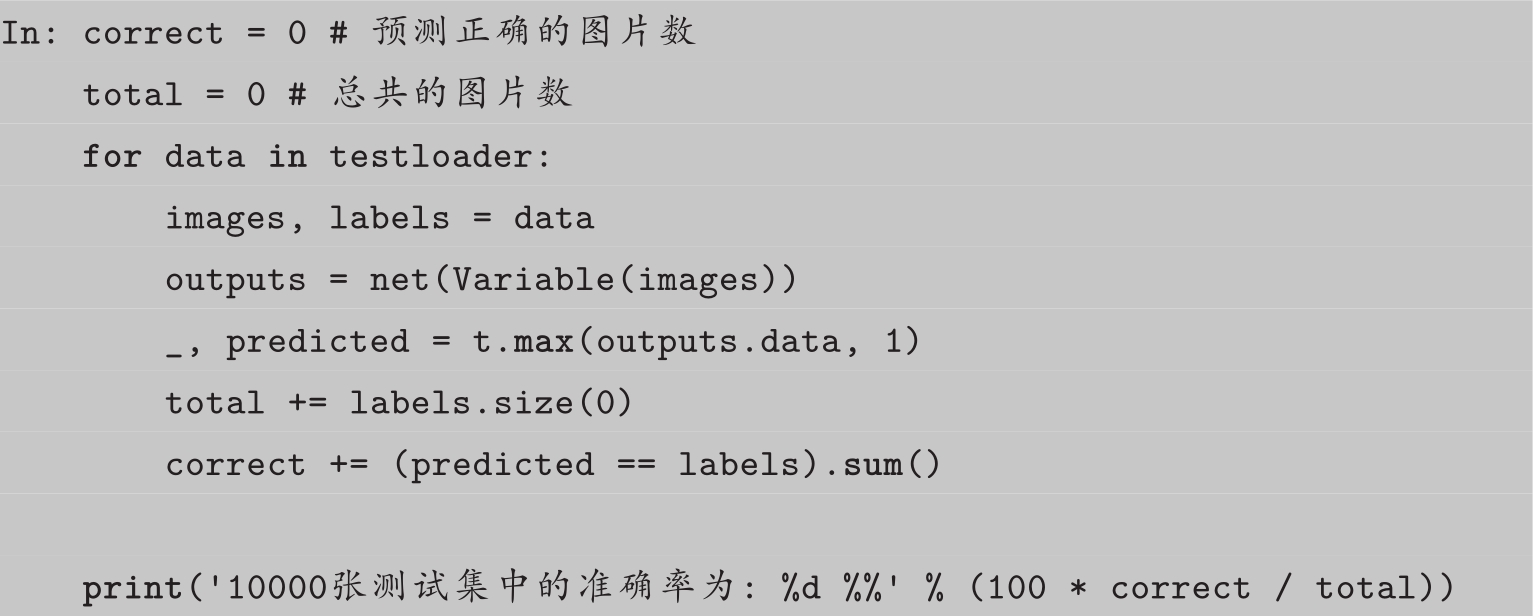 In: correct = 0 # 预测正确的图片数
total = 0 # 总共的图片数
for data in testloader:
images, labels = data
outputs = net(Variable(images))
_, predicted = t.max(outputs.data, 1)
total += labels.size(0)
correct += (predicted == labels).sum()
print('10000张测试集中的准确率为: %d %%' % (100 * correct / total))